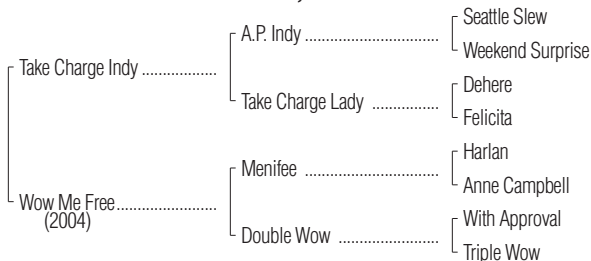 Seattle Slew
A.P. Indy ..............................
Weekend Surprise
Take Charge Indy .................
Dehere
Take Charge Lady ...............
Felicita
Harlan
Menifee ..............................
Anne Campbell
Wow Me Free......................
(2004)
With Approval
Double Wow ......................
Triple Wow